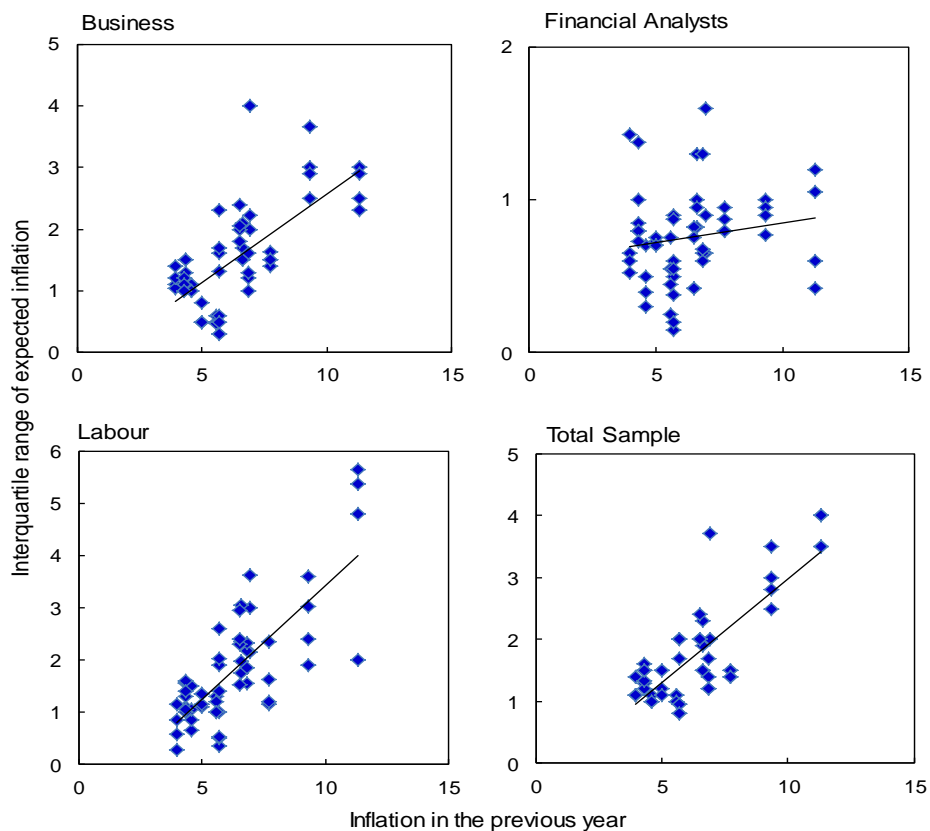 Business
5
4
3
2
1
0
0 5 10 15
Financial Analysts
2
1
0
0 5 10 15
Interquartile range of expected inflation
Labour
6
5
4
3
2
1
0
0 5 10 15
Total Sample
5
4
3
2
1
0
0 5 10 15
Inflation in the previous year